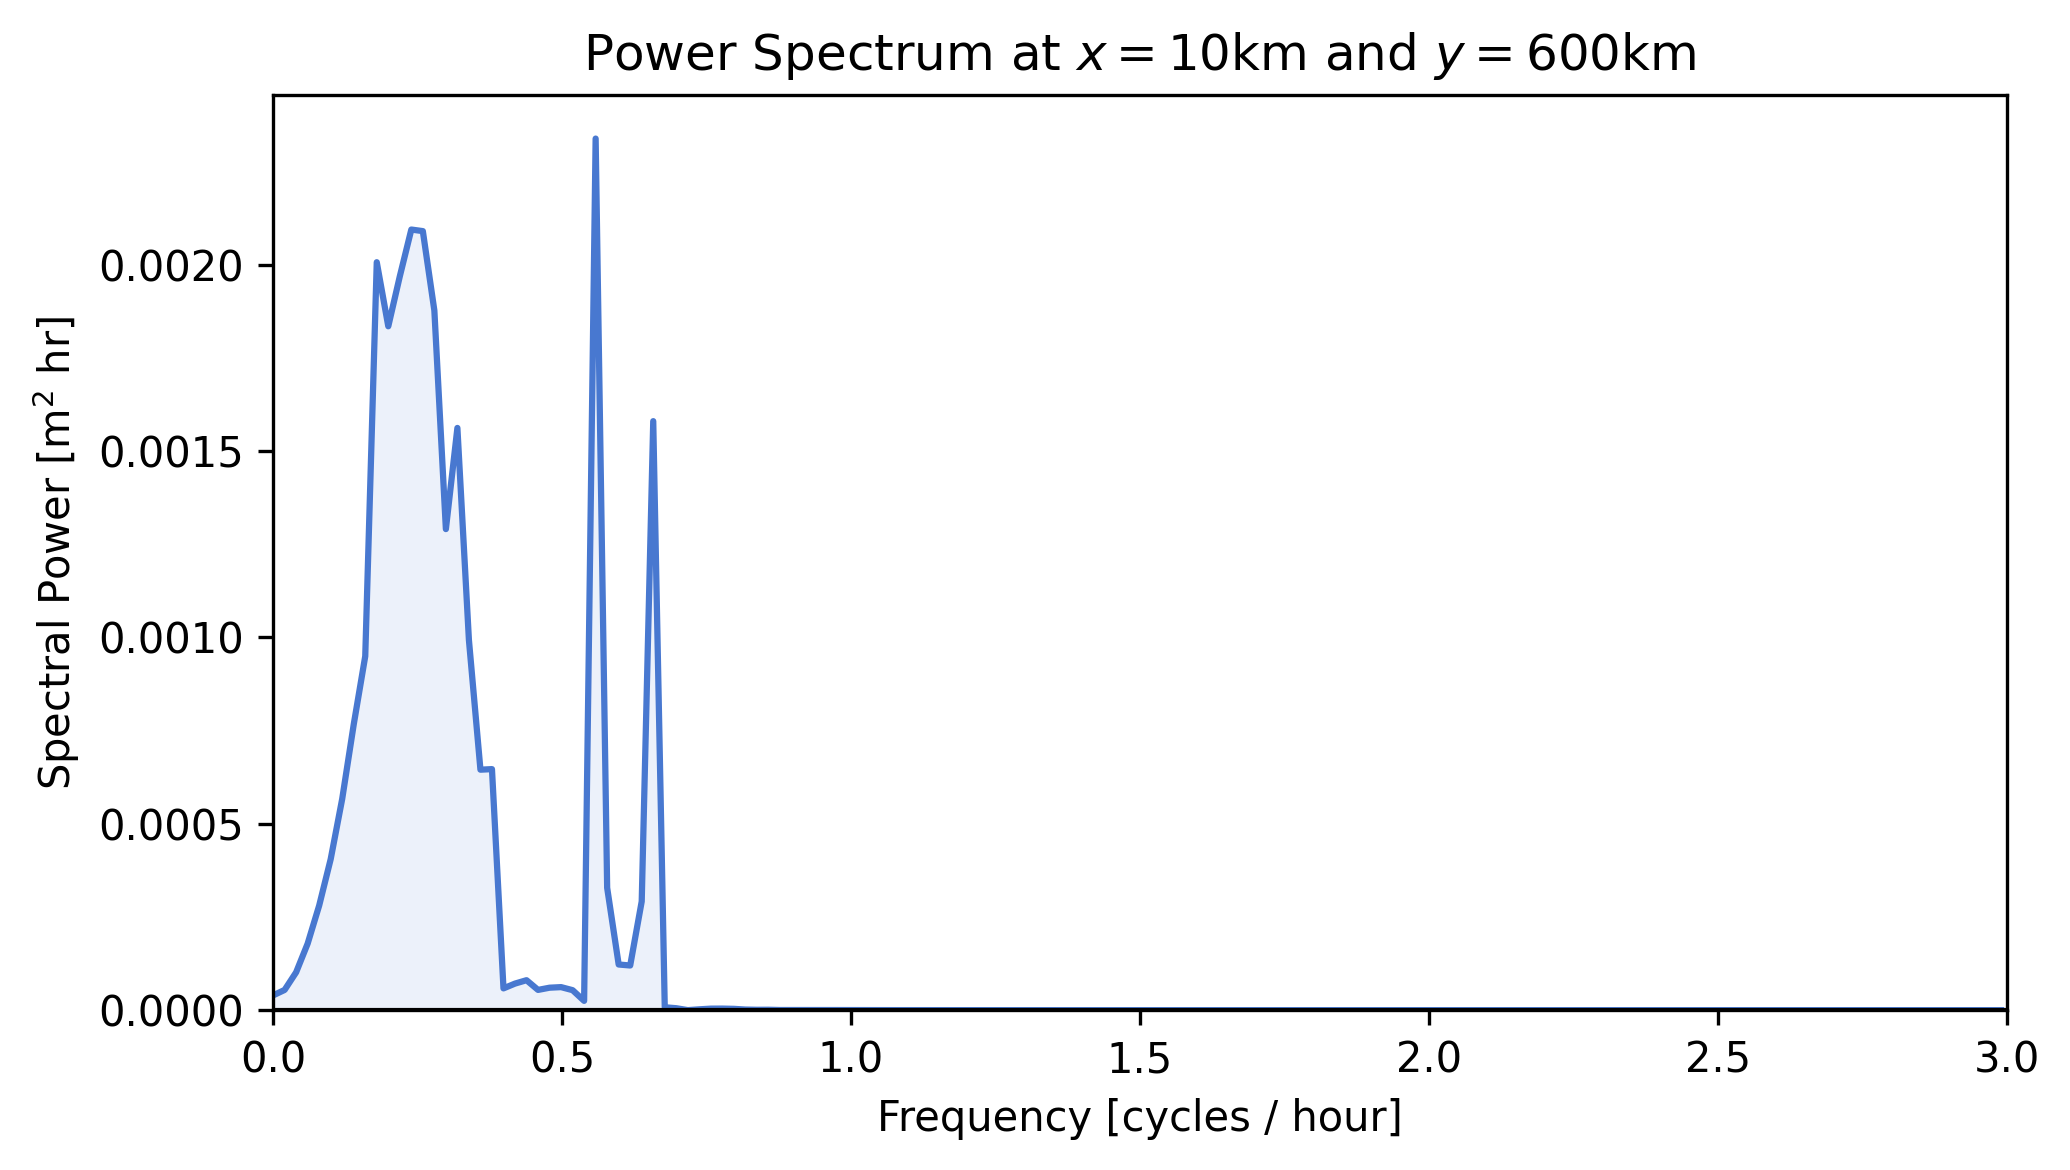 Power Spectrum at x = 10km and y = 600km
Spectral Power [m² hr]
0.0020
0.0015
0.0010
0.0005
0.0000
0.0 0.5 1.0 1.5 2.0 2.5 3.0
Frequency [cycles / hour]